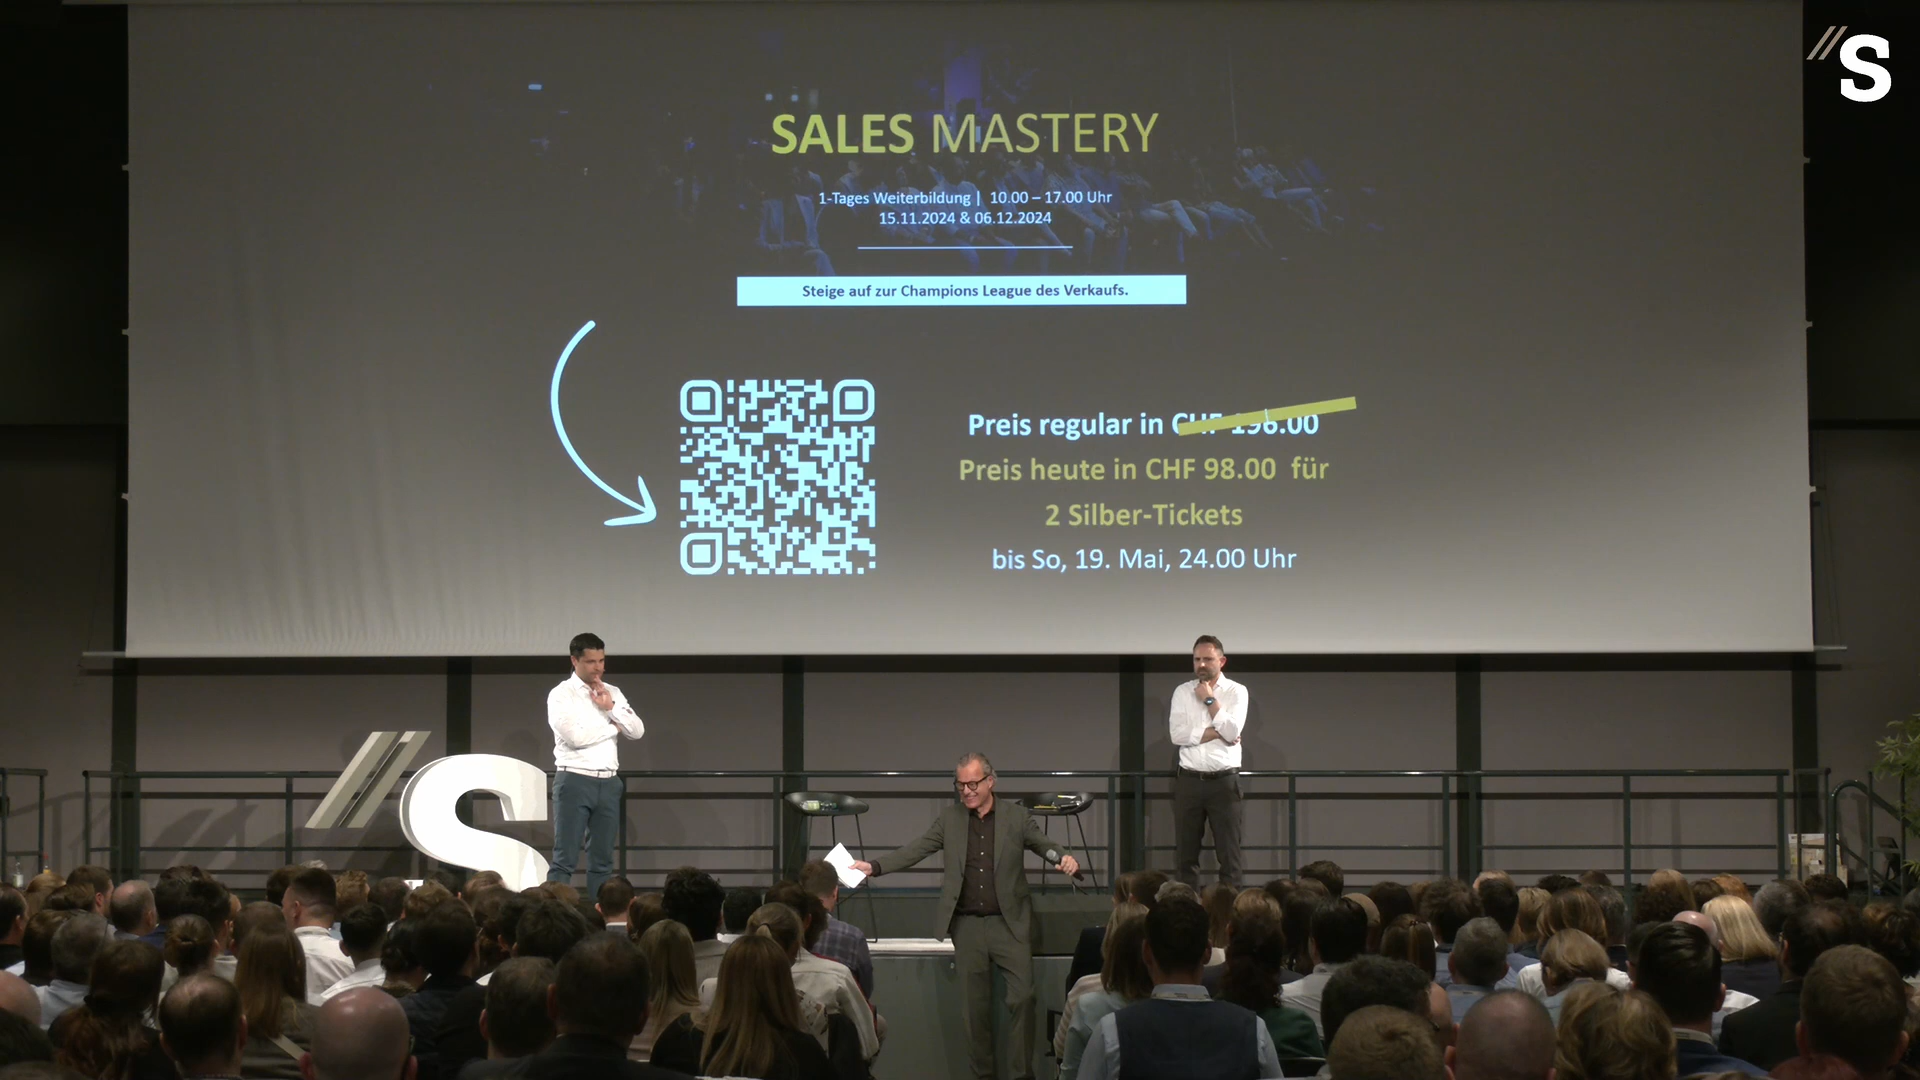 S
SALES MASTERY
1-Tages Weiterbildung | 10.00 – 17.00 Uhr
15.11.2024 & 06.12.2024
Steige auf zur Champions League des Verkaufs.
Preis regular in CHF 196.00
Preis heute in CHF 98.00 für
2 Silber-Tickets
bis So, 19. Mai, 24.00 Uhr
S